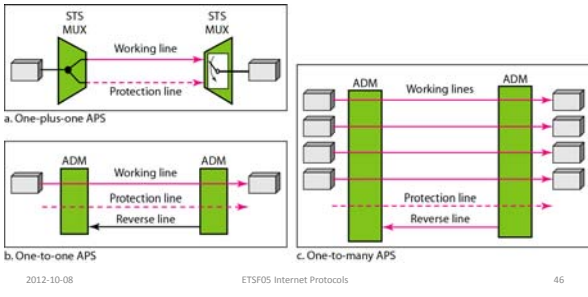 STS
MUX
STS
MUX
Working line
Protection line
a. One-plus-one APS
ADM
ADM
Working line
Protection line
Reverse line
b. One-to-one APS
ADM
ADM
Working lines
Protection line
Reverse line
c. One-to-many APS
2012-10-08
ETSF05 Internet Protocols
46